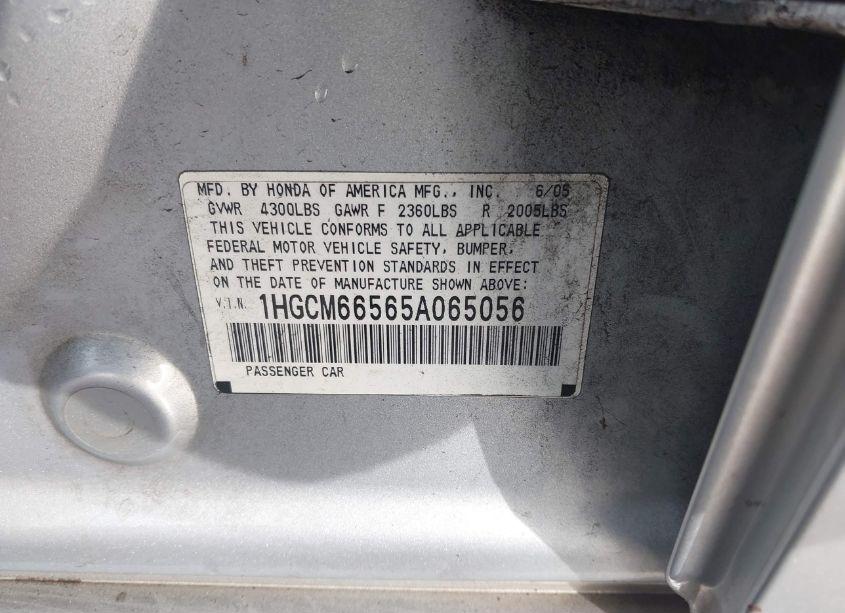 MFD. BY HONDA OF AMERICA MFG., INC. 6/05
GVWR 4300LBS GAWR F 2360LBS R 2005LBS
THIS VEHICLE CONFORMS TO ALL APPLICABLE
FEDERAL MOTOR VEHICLE SAFETY, BUMPER,
AND THEFT PREVENTION STANDARDS IN EFFECT
ON THE DATE OF MANUFACTURE SHOWN ABOVE:
V.I.N. 1HGCM66565A065056
PASSENGER CAR